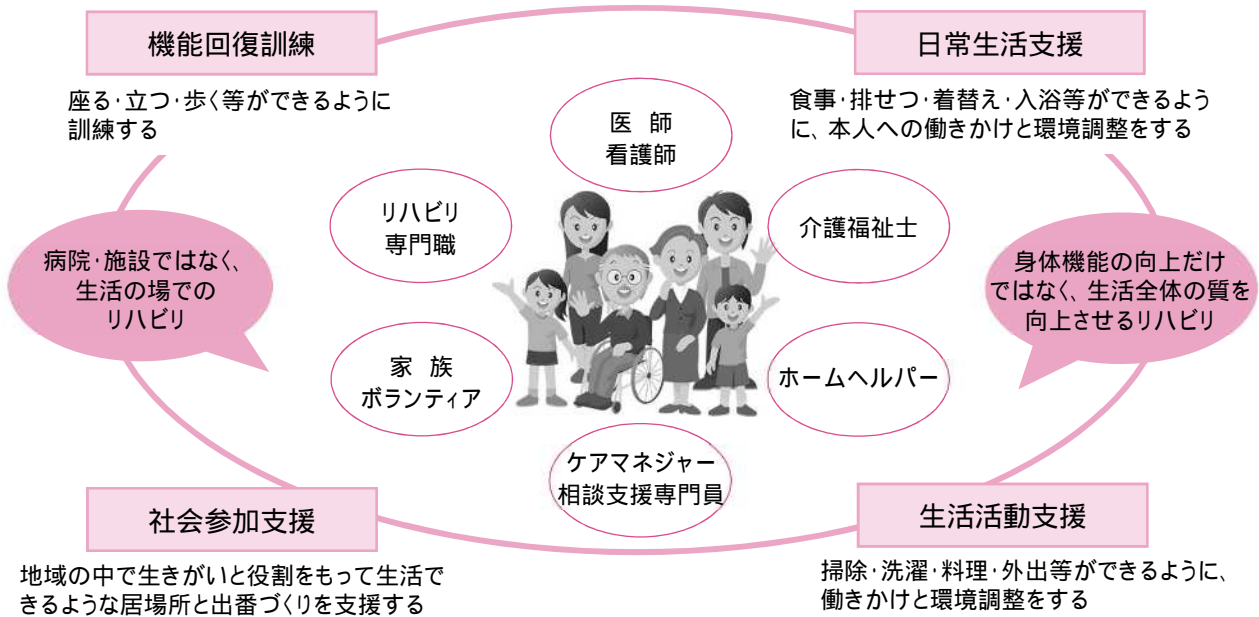 機能回復訓練
座る・立つ・歩く等ができるように
訓練する
日常生活支援
食事・排せつ・着替え・入浴等ができるよう
に、本人への働きかけと環境調整をする
医 師
看護師
リハビリ
専門職
介護福祉士
病院・施設ではなく、
生活の場での
リハビリ
身体機能の向上だけ
ではなく、生活全体の質を
向上させるリハビリ
家 族
ボランティア
ホームヘルパー
ケアマネジャー
相談支援専門員
社会参加支援
地域の中で生きがいと役割をもって生活で
きるような居場所と出番づくりを支援する
生活活動支援
掃除・洗濯・料理・外出等ができるように、
働きかけと環境調整をする